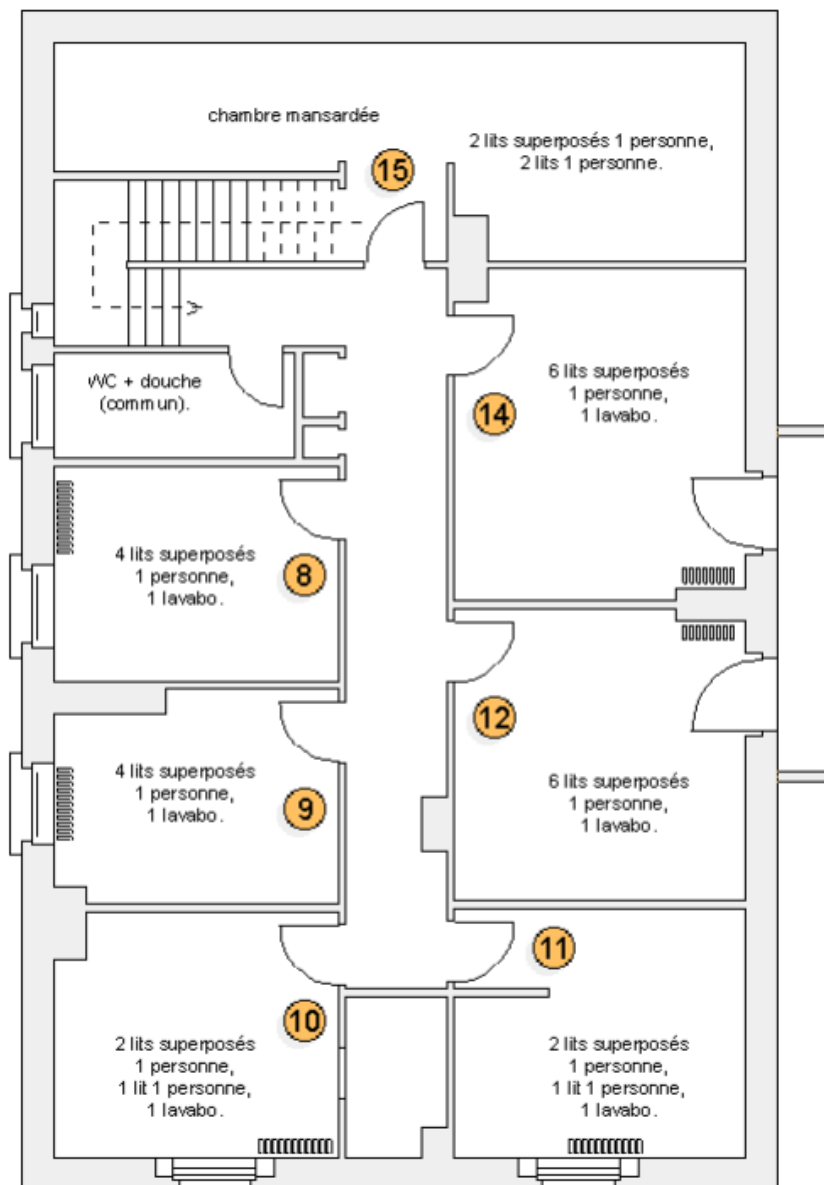 chambre mansardée
2 lits superposés 1 personne,
2 lits 1 personne.
15
6 lits superposés
1 personne,
1 lavabo.
14
WC + douche
(commun).
4 lits superposés
1 personne,
1 lavabo.
8
12
4 lits superposés
1 personne,
1 lavabo.
9
6 lits superposés
1 personne,
1 lavabo.
11
10
2 lits superposés
1 personne,
1 lit 1 personne,
1 lavabo.
2 lits superposés
1 personne,
1 lit 1 personne,
1 lavabo.